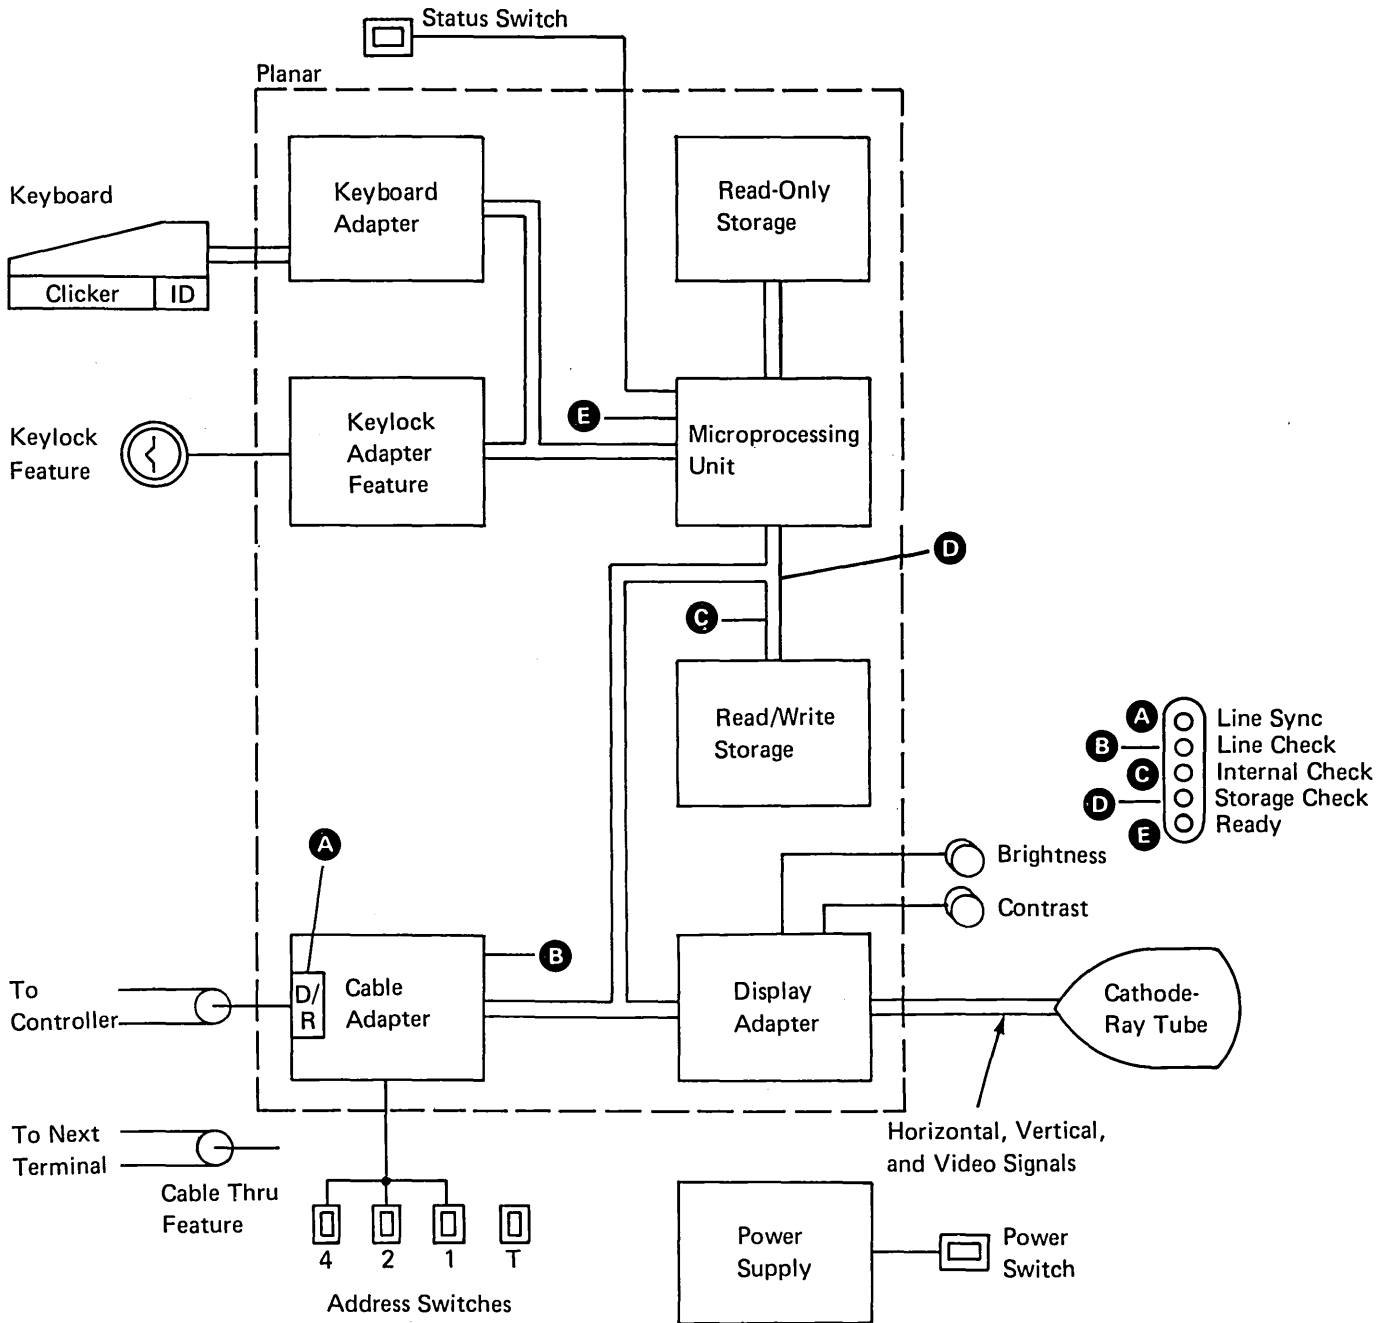 Status Switch
Planar
Keyboard
Clicker ID
Keyboard
Adapter
Read-Only
Storage
Keylock
Feature
Keylock
Adapter
Feature
E
Microprocessing
Unit
D
C
Read/Write
Storage
A Line Sync
B Line Check
C Internal Check
D Storage Check
E Ready
A
Brightness
Contrast
B
To
Controller
D/
R
Cable
Adapter
Display
Adapter
Cathode-
Ray Tube
Horizontal, Vertical,
and Video Signals
To Next
Terminal
Cable Thru
Feature
4 2 1 T
Address Switches
Power
Supply
Power
Switch